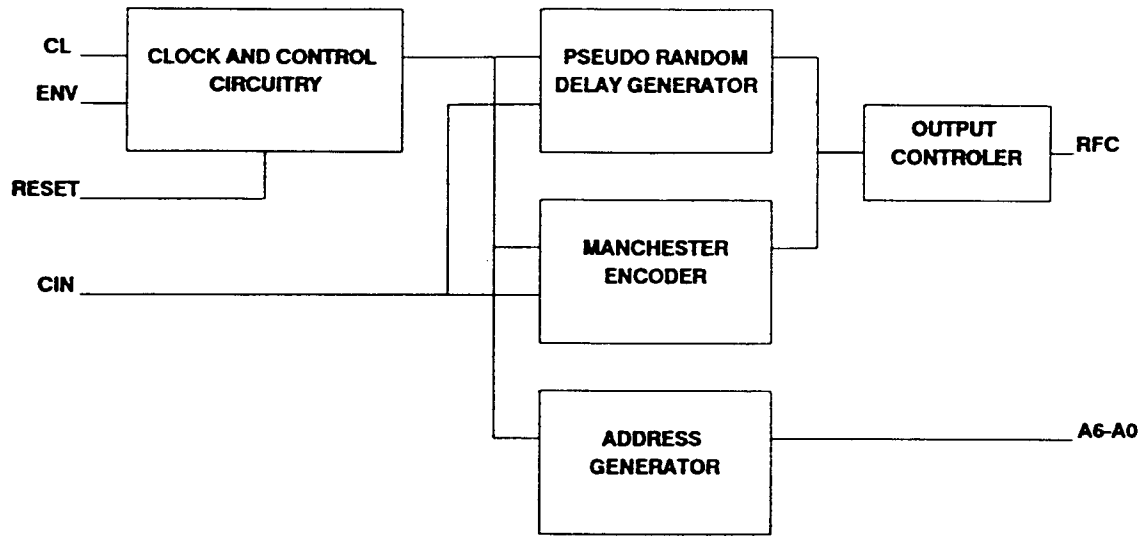 CL
ENV
RESET
CIN
CLOCK AND CONTROL
CIRCUITRY
PSEUDO RANDOM
DELAY GENERATOR
MANCHESTER
ENCODER
ADDRESS
GENERATOR
OUTPUT
CONTROLER
RFC
A6-A0